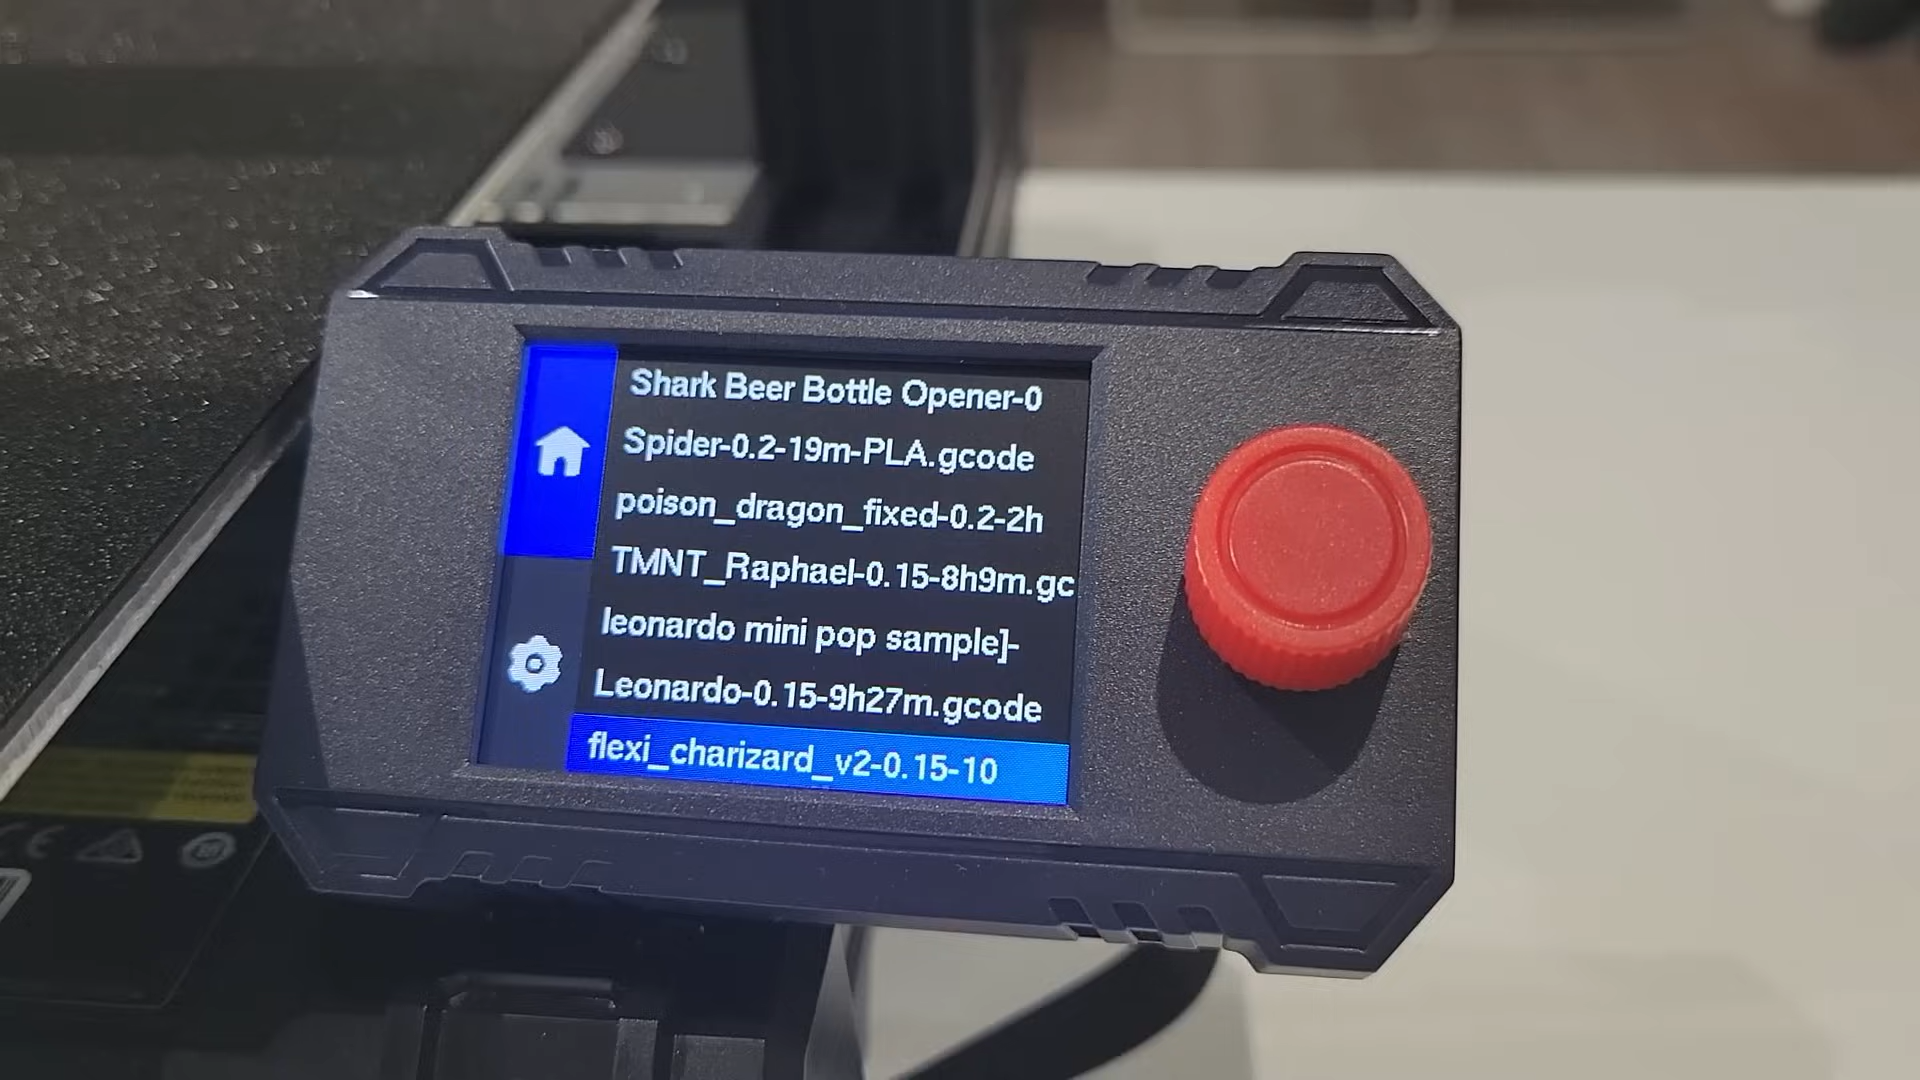 Shark Beer Bottle Opener-0
Spider-0.2-19m-PLA.gcode
poison_dragon_fixed-0.2-2h
TMNT_Raphael-0.15-8h9m.gc
leonardo mini pop sample]-
Leonardo-0.15-9h27m.gcode
flexi_charizard_v2-0.15-10
CE